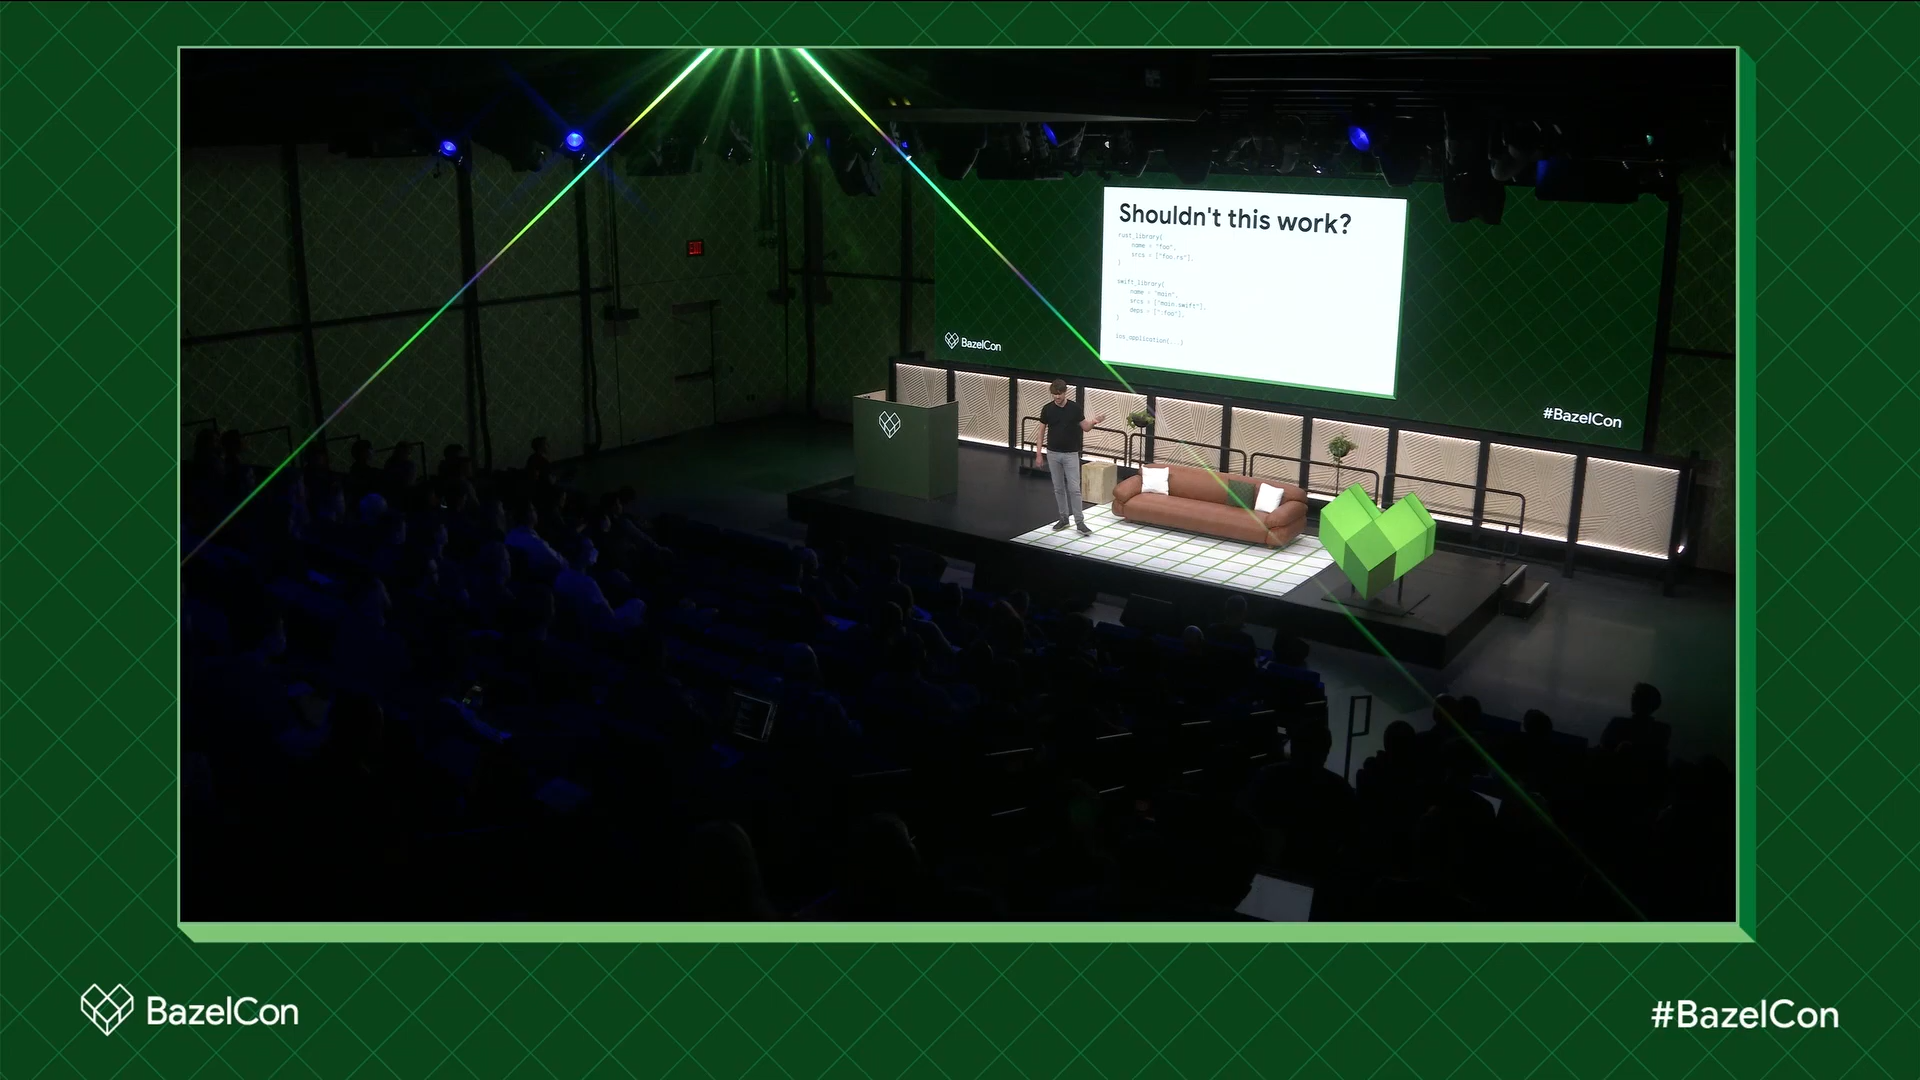 Shouldn't this work?
rust_library(
name = "foo",
srcs = ["foo.rs"],
)
swift_library(
name = "main",
srcs = ["main.swift"],
deps = [":foo"],
)
ios_application(...)
BazelCon
#BazelCon
BazelCon
#BazelCon